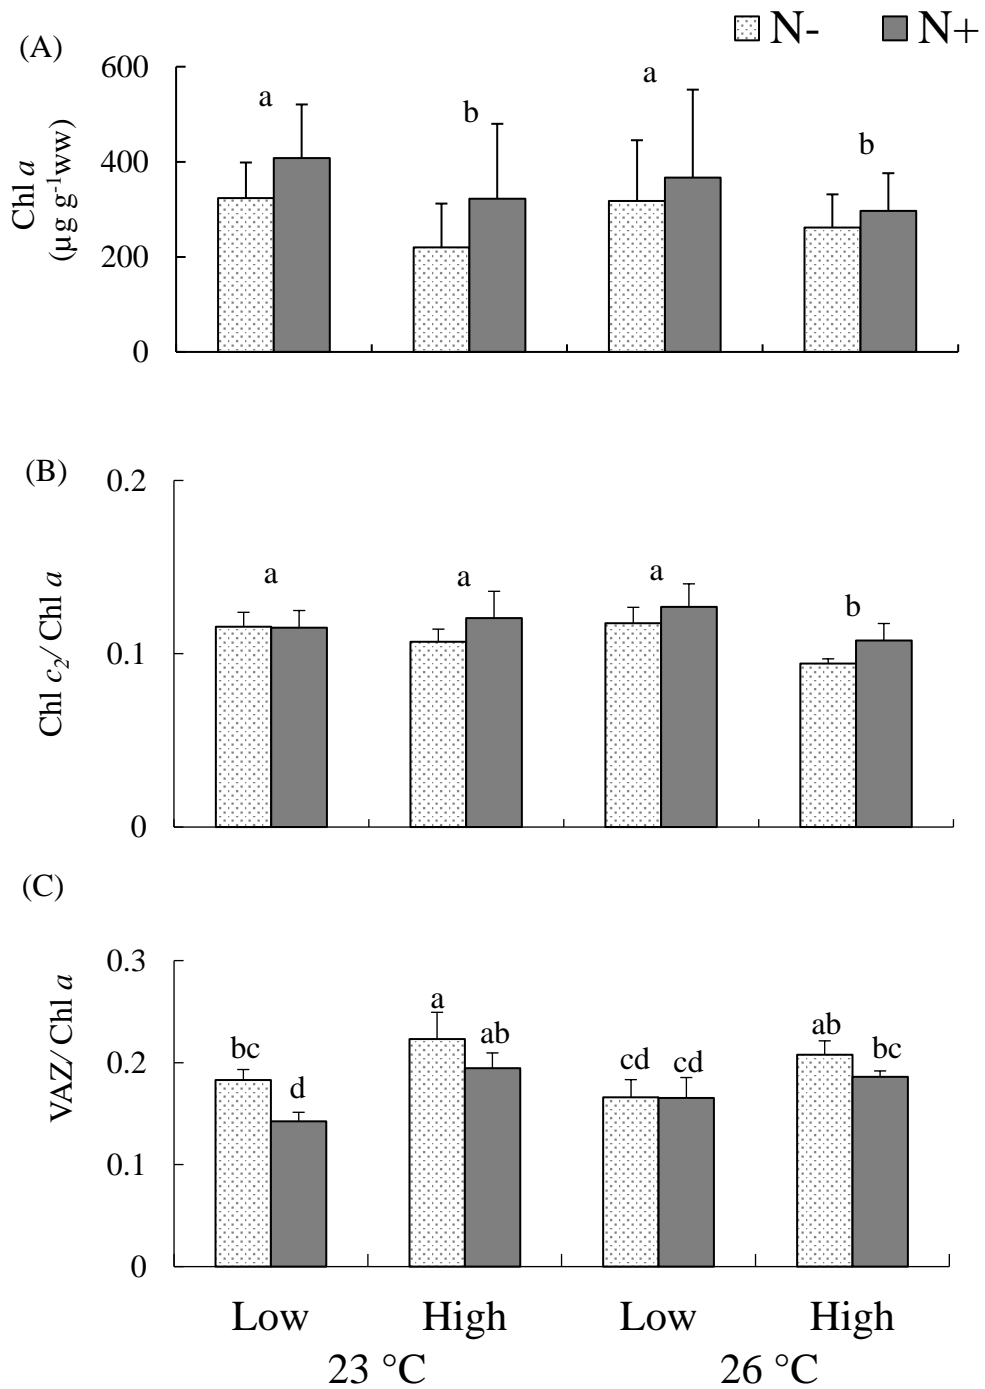 N- N+
(A)
Chl a
(µg g-1ww)
600
400
200
0
a
b
a
b
(B)
Chl c2/ Chl a
0.2
0.1
0
a
a
a
b
(C)
VAZ/ Chl a
0.3
0.2
0.1
0
bc
d
a
ab
cd
cd
ab
bc
Low High Low High
23 °C 26 °C